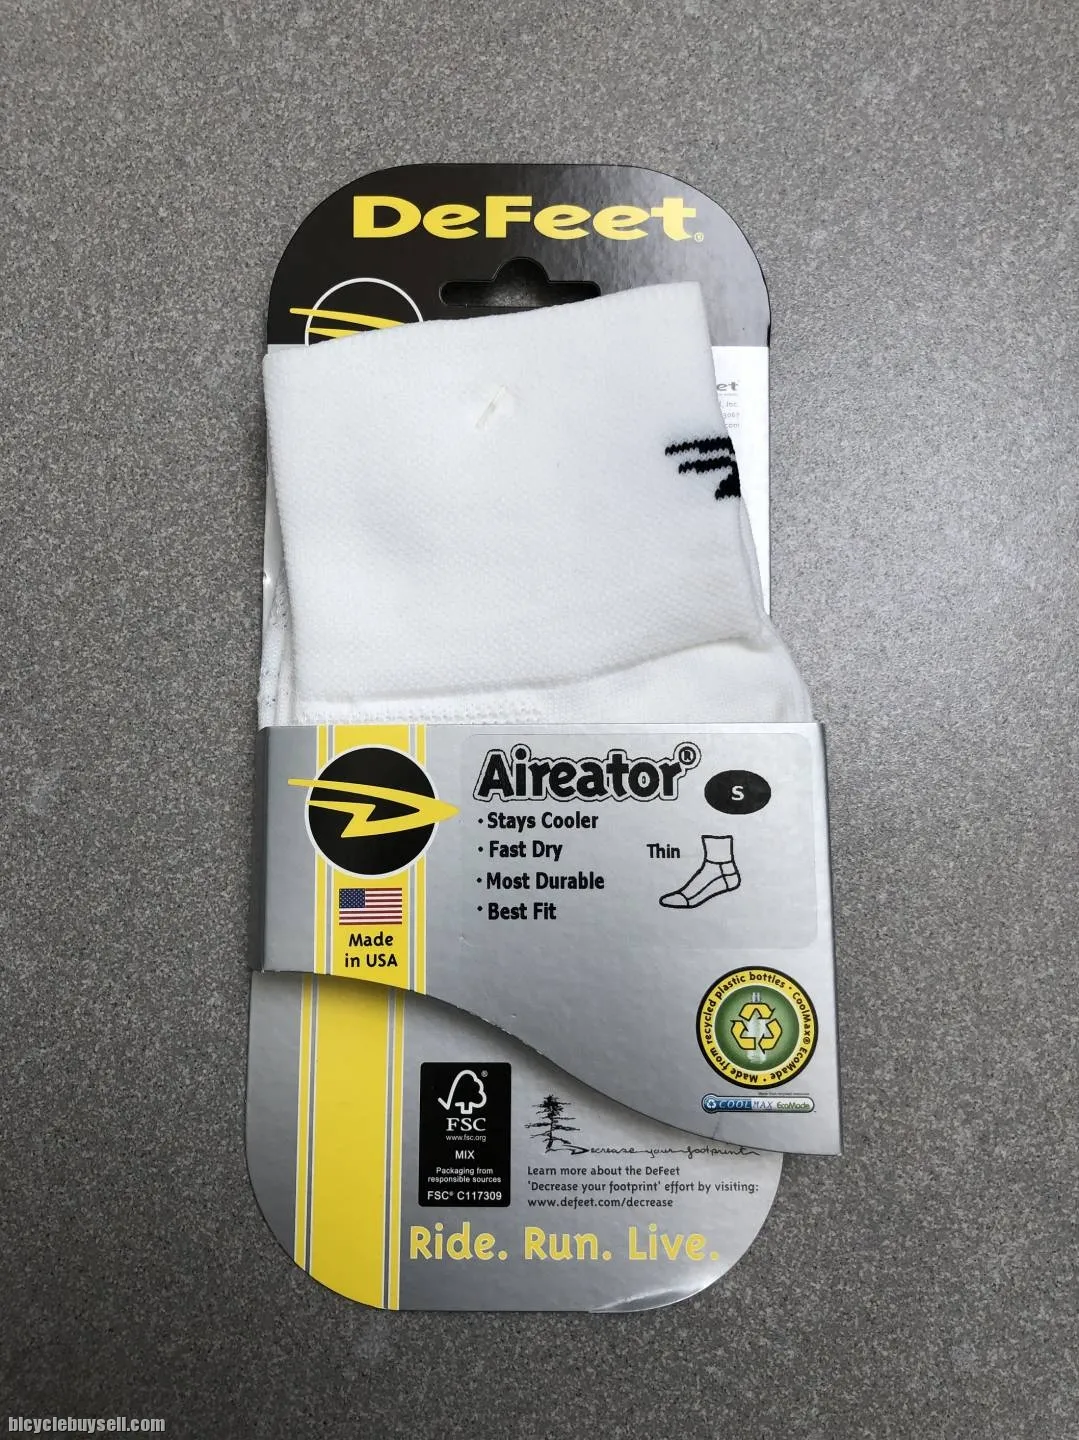 DeFeet®
et
, Inc.
com
Aireator®
S
• Stays Cooler
• Fast Dry
• Most Durable
• Best Fit
Thin
Made
in USA
Made from recycled plastic bottles • CoolMax® EcoMade •
COOLMAX EcoMade
FSC
www.fsc.org
MIX
Packaging from
responsible sources
FSC® C117309
Decrease your footprint
Learn more about the DeFeet
'Decrease your footprint' effort by visiting:
www.defeet.com/decrease
Ride. Run. Live.
bicyclebuysell.com